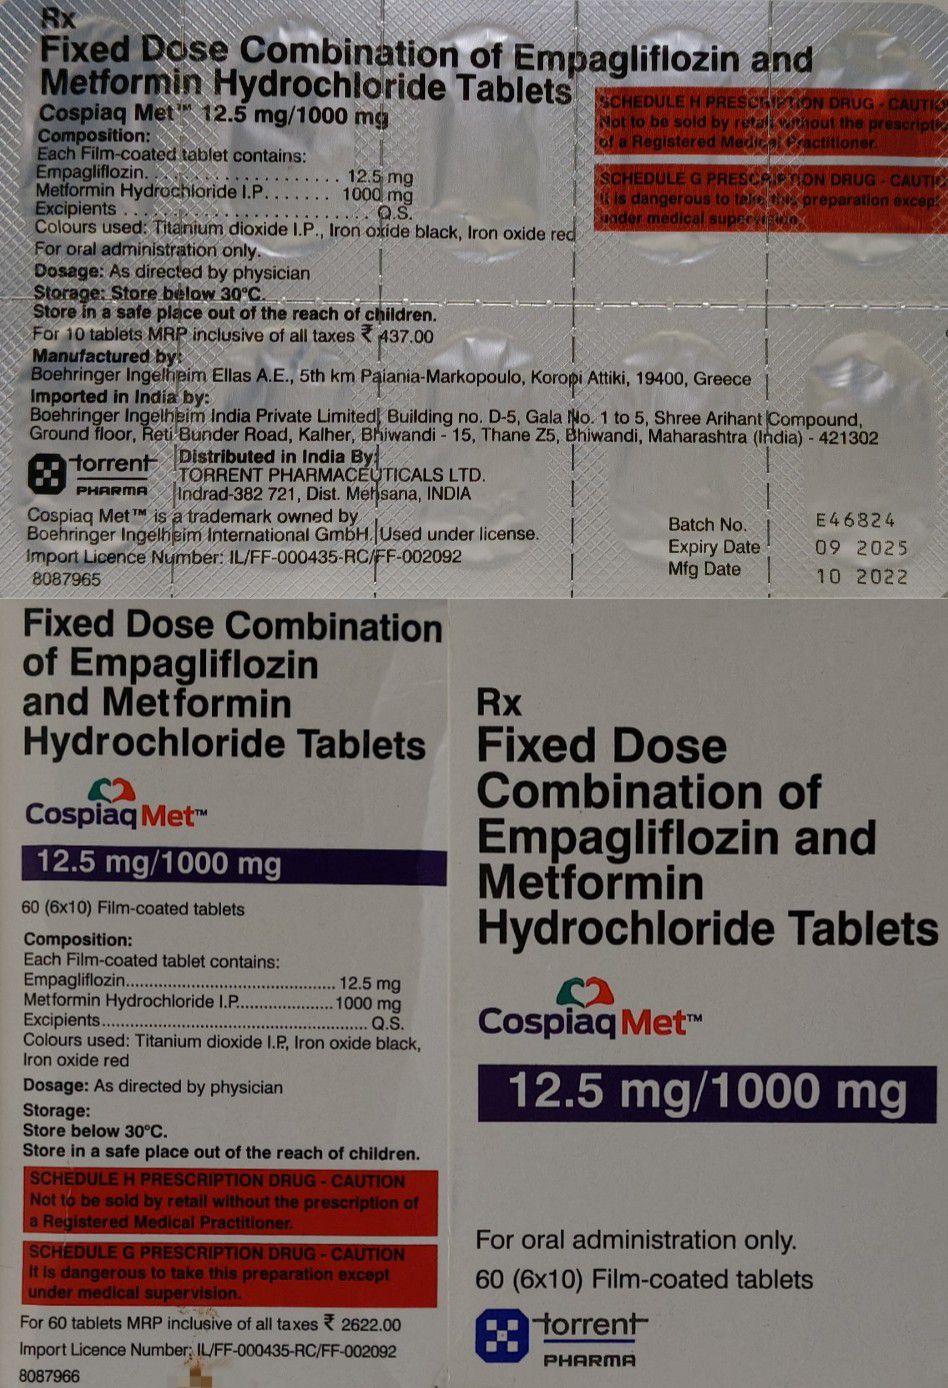 Rx
Fixed Dose Combination of Empagliflozin and
Metformin Hydrochloride Tablets
Cospiaq Met™ 12.5 mg/1000 mg
Composition:
Each Film-coated tablet contains:
Empagliflozin. . . . . . . . . . . . . . . . . . . . . 12.5 mg
Metformin Hydrochloride I.P. . . . . . . 1000 mg
Excipients . . . . . . . . . . . . . . . . . . . . . . . . . Q.S.
Colours used: Titanium dioxide I.P., Iron oxide black, Iron oxide red
For oral administration only.
Dosage: As directed by physician
Storage: Store below 30°C.
Store in a safe place out of the reach of children.
For 10 tablets MRP inclusive of all taxes ₹ 437.00
SCHEDULE H PRESCRIPTION DRUG - CAUTIO
Not to be sold by retail without the prescripti
of a Registered Medical Practitioner.
SCHEDULE G PRESCRIPTION DRUG - CAUTIO
It is dangerous to take this preparation except
under medical supervision.
Manufactured by:
Boehringer Ingelheim Ellas A.E., 5th km Paiania-Markopoulo, Koropi Attiki, 19400, Greece
Imported in India by:
Boehringer Ingelheim India Private Limited, Building no. D-5, Gala No. 1 to 5, Shree Arihant Compound,
Ground floor, Reti Bunder Road, Kalher, Bhiwandi - 15, Thane Z5, Bhiwandi, Maharashtra (India) - 421302
torrent
PHARMA
Distributed in India By:
TORRENT PHARMACEUTICALS LTD.
Indrad-382 721, Dist. Mehsana, INDIA
Cospiaq Met™ is a trademark owned by
Boehringer Ingelheim International GmbH. Used under license.
Import Licence Number: IL/FF-000435-RC/FF-002092
8087965
Batch No. E46824
Expiry Date 09 2025
Mfg Date 10 2022
Fixed Dose Combination
of Empagliflozin
and Metformin
Hydrochloride Tablets
Cospiaq Met™
12.5 mg/1000 mg
60 (6x10) Film-coated tablets
Composition:
Each Film-coated tablet contains:
Empagliflozin.......................................... 12.5 mg
Metformin Hydrochloride I.P................... 1000 mg
Excipients..................................................... Q.S.
Colours used: Titanium dioxide I.P., Iron oxide black,
Iron oxide red
Dosage: As directed by physician
Storage:
Store below 30°C.
Store in a safe place out of the reach of children.
SCHEDULE H PRESCRIPTION DRUG - CAUTION
Not to be sold by retail without the prescription of
a Registered Medical Practitioner.
SCHEDULE G PRESCRIPTION DRUG - CAUTION
It is dangerous to take this preparation except
under medical supervision.
For 60 tablets MRP inclusive of all taxes ₹ 2622.00
Import Licence Number: IL/FF-000435-RC/FF-002092
8087966
Rx
Fixed Dose
Combination of
Empagliflozin and
Metformin
Hydrochloride Tablets
Cospiaq Met™
12.5 mg/1000 mg
For oral administration only.
60 (6x10) Film-coated tablets
torrent
PHARMA